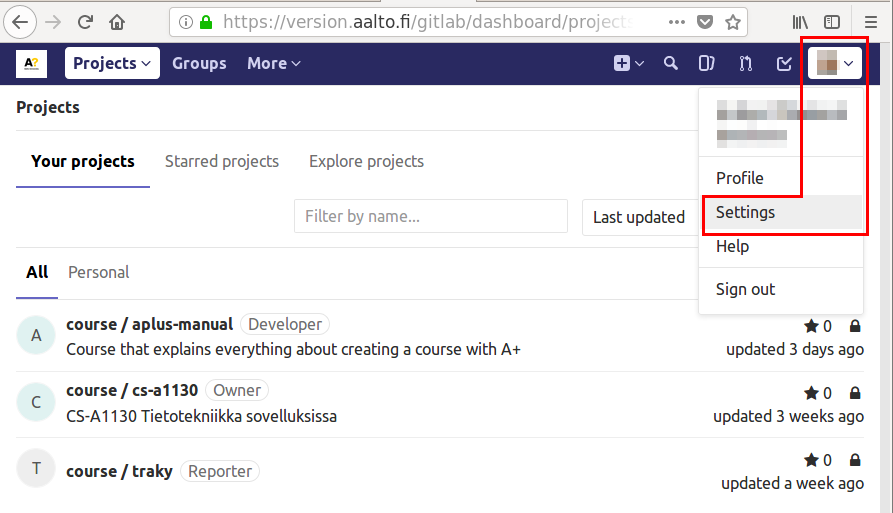 https://version.aalto.fi/gitlab/dashboard/projects
A?
Projects
Groups
More
Projects
Your projects
Starred projects
Explore projects
Profile
Filter by name...
Last updated
Settings
Help
All
Personal
Sign out
course / aplus-manual
Developer
0
Course that explains everything about creating a course with A+
updated 3 days ago
A
course / cs-a1130
Owner
0
CS-A1130 Tietotekniikka sovelluksissa
updated 3 weeks ago
C
course / traky
Reporter
0
updated a week ago
T